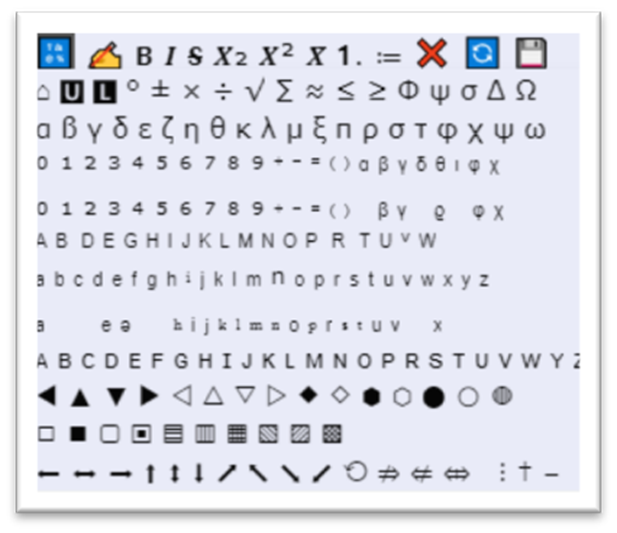 B I S X₂ X² X 1. :=
⌂ U L ° ± × ÷ √ ∑ ≈ ≤ ≥ Φ ψ σ Δ Ω
α β γ δ ε ζ η θ κ λ μ ξ π ρ σ τ φ χ ψ ω
0 1 2 3 4 5 6 7 8 9 + − = ( ) α β γ δ θ ι φ χ
0 1 2 3 4 5 6 7 8 9 + − = ( ) β γ ϱ φ χ
A B D E G H I J K L M N O P R T U V W
a b c d e f g h i j k l m n o p r s t u v w x y z
a e ə h i j k l m n o p r s t u v x
A B C D E F G H I J K L M N O P R S T U V W Y Z
◀ ▲ ▼ ▶ ◁ △ ▽ ▷ ◆ ◇ ⬢ ⬡ ● ○ ◍
□ ■ ▢ ▣ ▤ ▥ ▦ ▧ ▨ ▩
← ↔ → ↑ ↕ ↓ ↗ ↖ ↘ ↙ ↺ ⇏ ⇍ ⇔ ⋮ † −